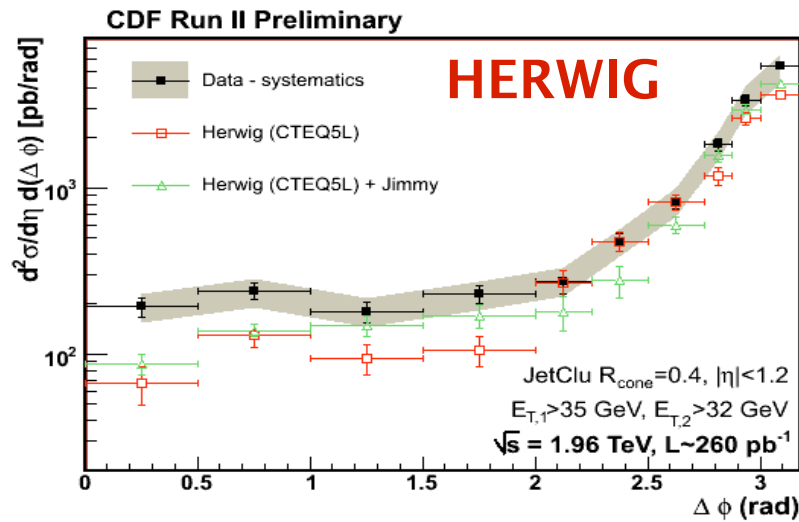 CDF Run II Preliminary
HERWIG
Data - systematics
Herwig (CTEQ5L)
Herwig (CTEQ5L) + Jimmy
d²σ/dη d(Δ ϕ) [pb/rad]
10³
10²
JetClu R_cone=0.4, |η|<1.2
E_T,1>35 GeV, E_T,2>32 GeV
√s = 1.96 TeV, L~260 pb⁻¹
0 0.5 1 1.5 2 2.5 3
Δ ϕ (rad)